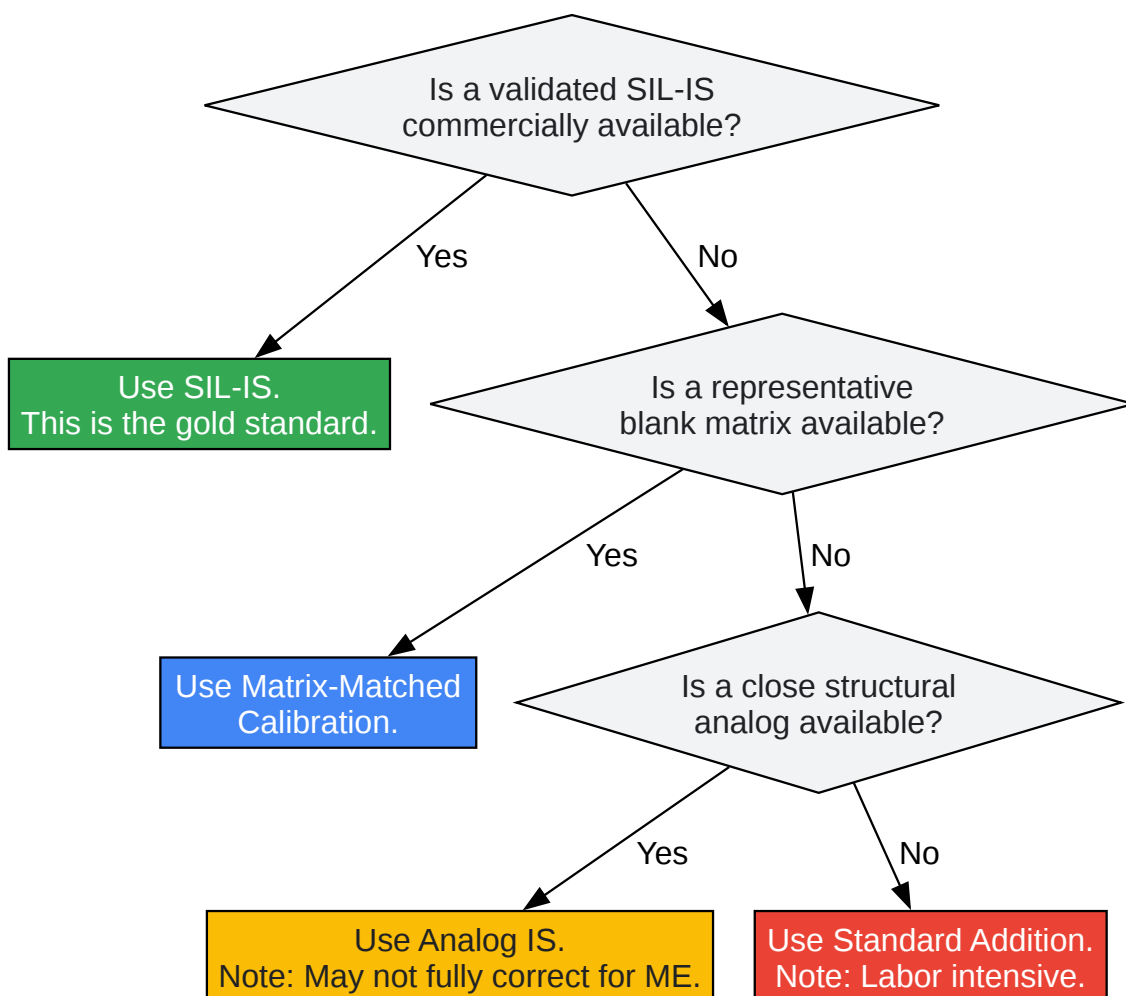 Is a validated SIL-IS
commercially available?
Yes
No
Use SIL-IS.
This is the gold standard.
Is a representative
blank matrix available?
Yes
No
Use Matrix-Matched
Calibration.
Is a close structural
analog available?
Yes
No
Use Analog IS.
Note: May not fully correct for ME.
Use Standard Addition.
Note: Labor intensive.